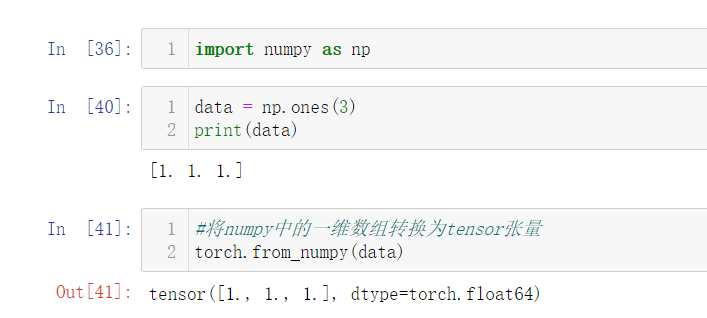 In [36]: 1 import numpy as np
In [40]: 1 data = np.ones(3)
2 print(data)
[1. 1. 1.]
In [41]: 1 #将numpy中的一维数组转换为tensor张量
2 torch.from_numpy(data)
Out[41]: tensor([1., 1., 1.], dtype=torch.float64)